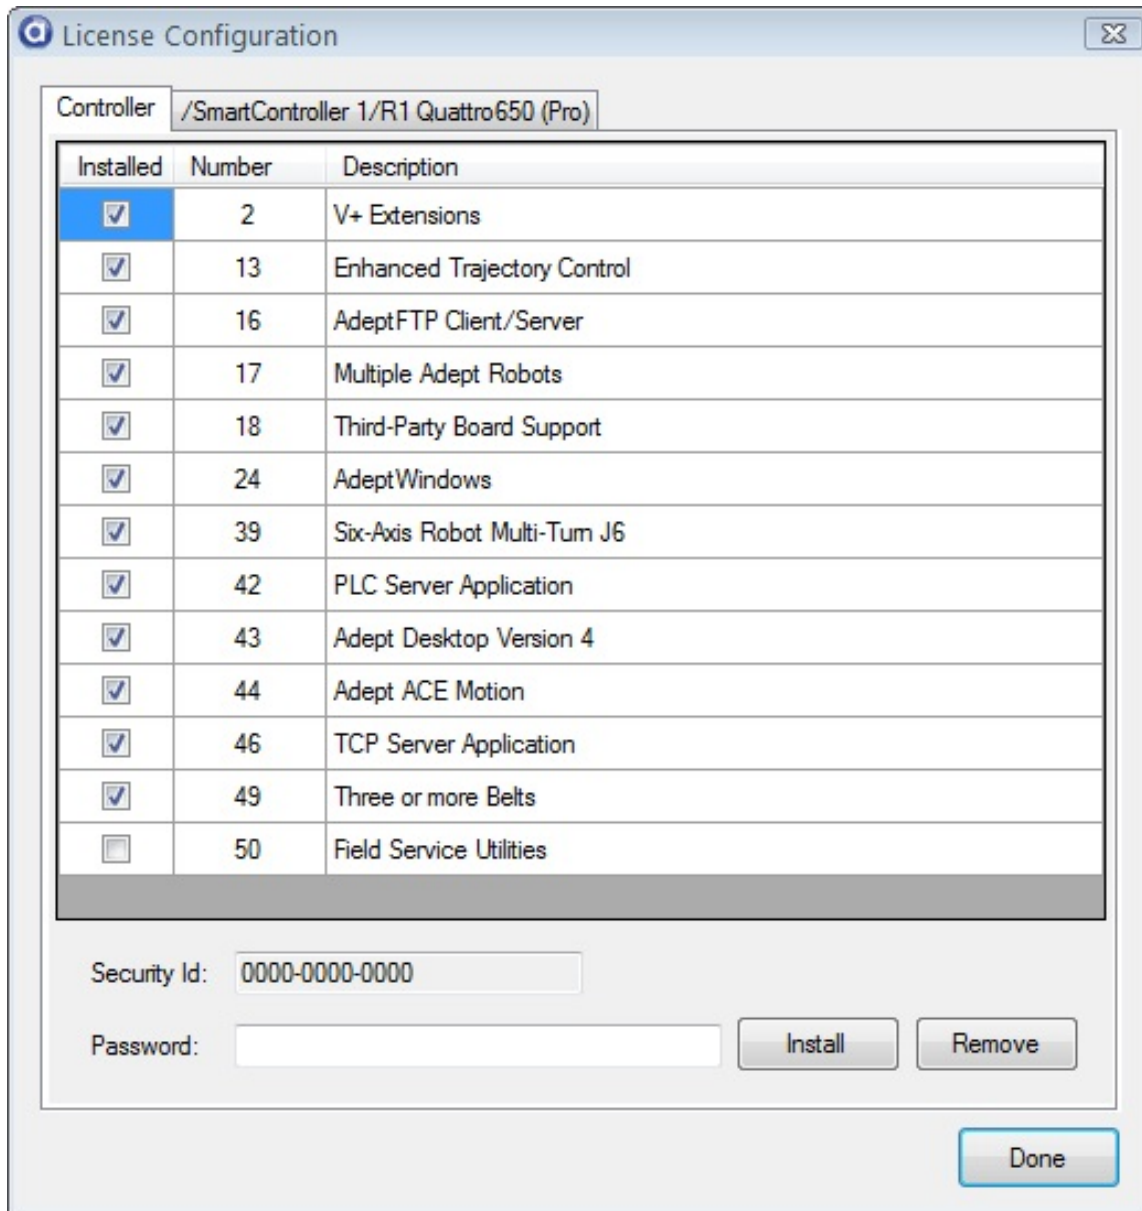 License Configuration
Controller /SmartController 1/R1 Quattro650 (Pro)
Installed Number Description
2 V+ Extensions
13 Enhanced Trajectory Control
16 AdeptFTP Client/Server
17 Multiple Adept Robots
18 Third-Party Board Support
24 AdeptWindows
39 Six-Axis Robot Multi-Turn J6
42 PLC Server Application
43 Adept Desktop Version 4
44 Adept ACE Motion
46 TCP Server Application
49 Three or more Belts
50 Field Service Utilities
Security Id: 0000-0000-0000
Password: Install Remove
Done